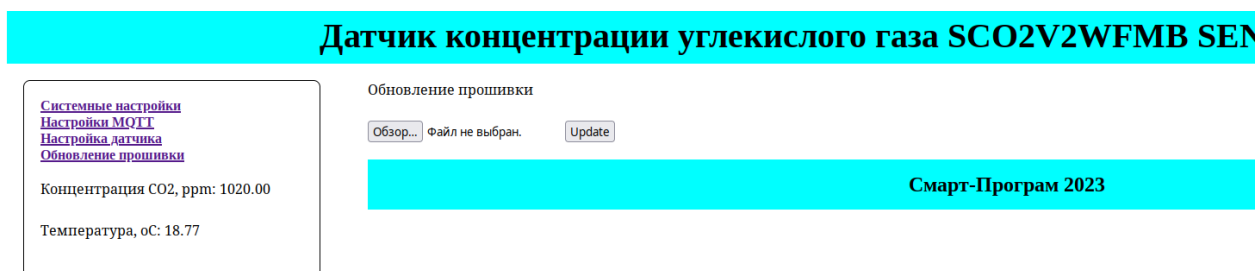 Датчик концентрации углекислого газа SCO2V2WFMB SEN
Системные настройки
Настройки MQTT
Настройка датчика
Обновление прошивки
Концентрация CO2, ppm: 1020.00
Температура, oC: 18.77
Обновление прошивки
Обзор... Файл не выбран. Update
Смарт-Програм 2023